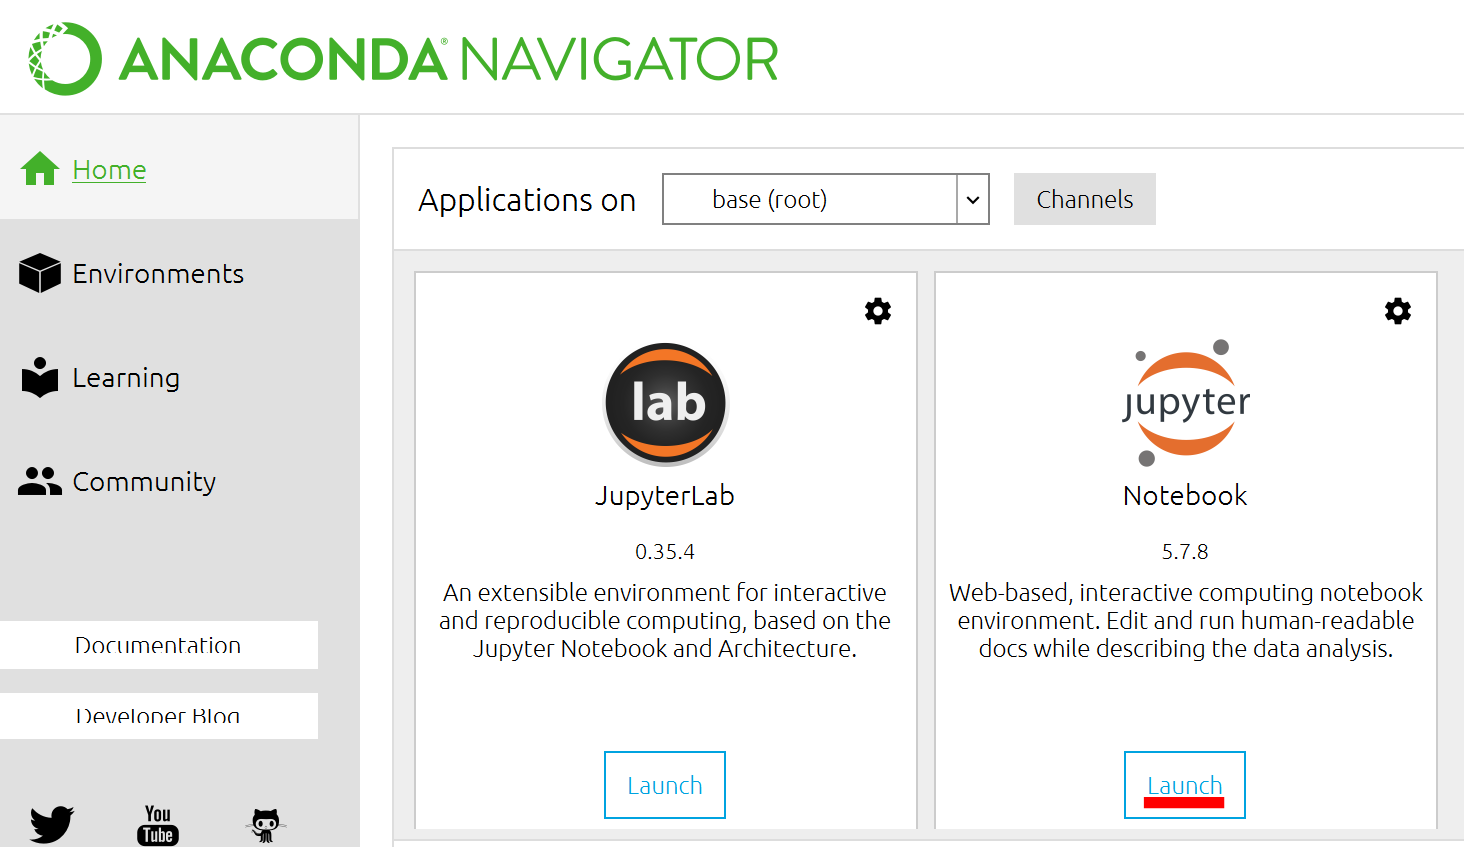 ANACONDA® NAVIGATOR
Home
Environments
Learning
Community
Documentation
Developer Blog
You
Tube
Applications on
base (root)
Channels
lab
JupyterLab
0.35.4
An extensible environment for interactive
and reproducible computing, based on the
Jupyter Notebook and Architecture.
Launch
jupyter
Notebook
5.7.8
Web-based, interactive computing notebook
environment. Edit and run human-readable
docs while describing the data analysis.
Launch